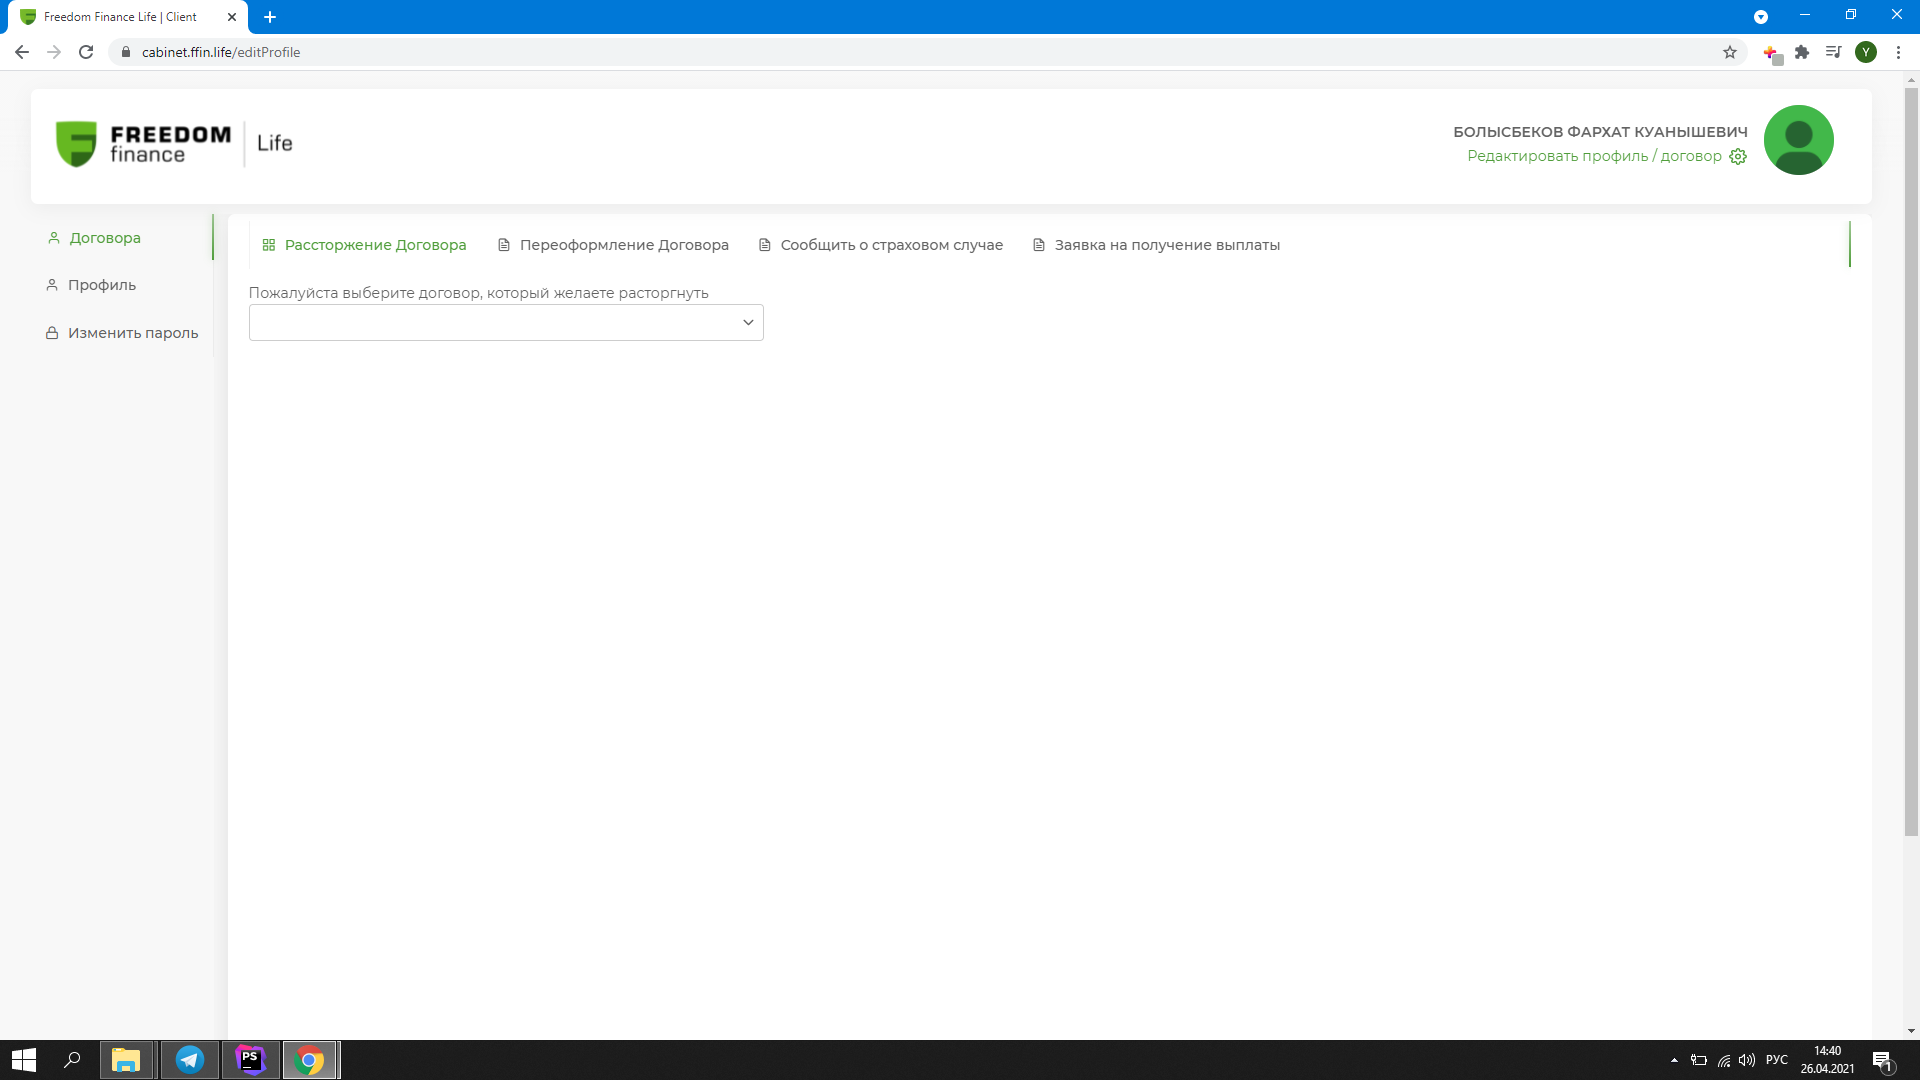 Freedom Finance Life | Client
cabinet.ffin.life/editProfile
Y
FREEDOM
finance
Life
БОЛЫСБЕКОВ ФАРХАТ КУАНЫШЕВИЧ
Редактировать профиль / договор
Договора
Профиль
Изменить пароль
Рассторжение Договора
Переоформление Договора
Сообщить о страховом случае
Заявка на получение выплаты
Пожалуйста выберите договор, который желаете расторгнуть
PS
РУС
14:40
26.04.2021
1